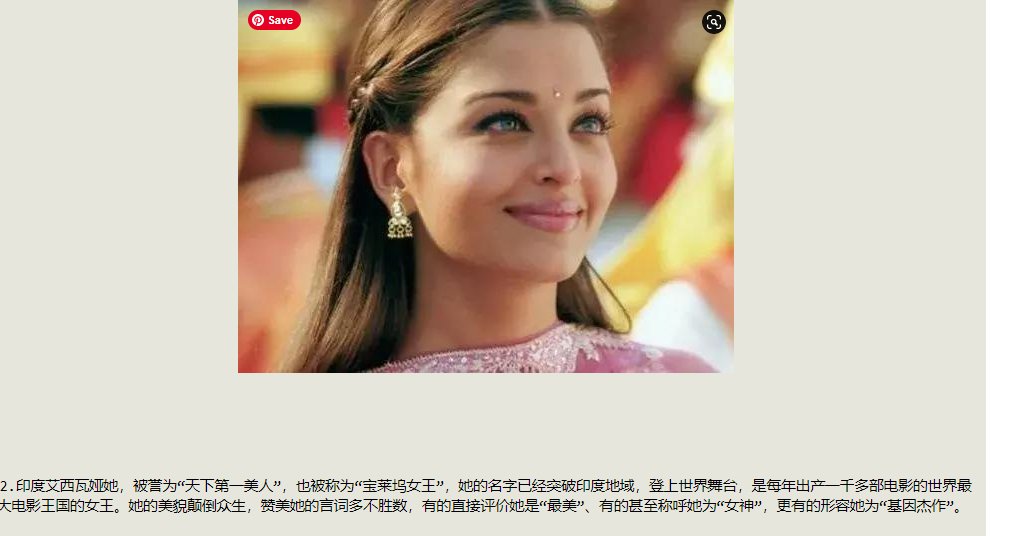 Save
2.印度艾西瓦娅她，被誉为“天下第一美人”，也被称为“宝莱坞女王”，她的名字已经突破印度地域，登上世界舞台，是每年出产一千多部电影的世界最
大电影王国的女王。她的美貌颠倒众生，赞美她的言词多不胜数，有的直接评价她是“最美”、有的甚至称呼她为“女神”，更有的形容她为“基因杰作”。